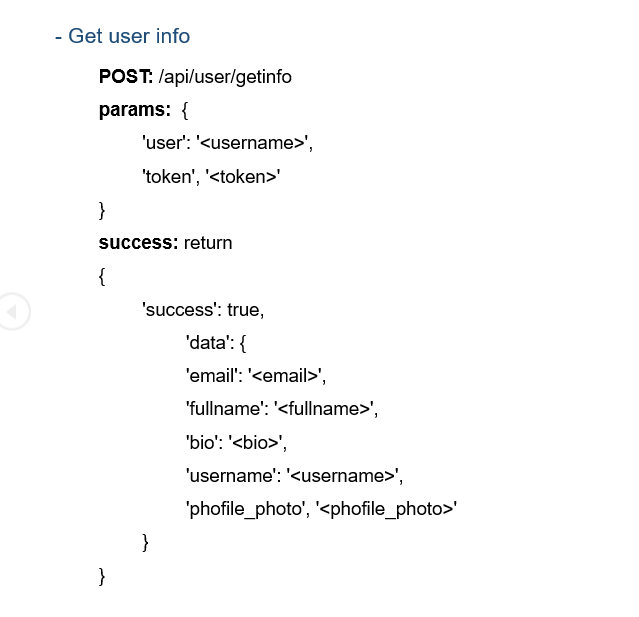 - Get user info
POST: /api/user/getinfo
params: {
'user': '<username>',
'token', '<token>'
}
success: return
{
'success': true,
'data': {
'email': '<email>',
'fullname': '<fullname>',
'bio': '<bio>',
'username': '<username>',
'phofile_photo', '<phofile_photo>'
}
}